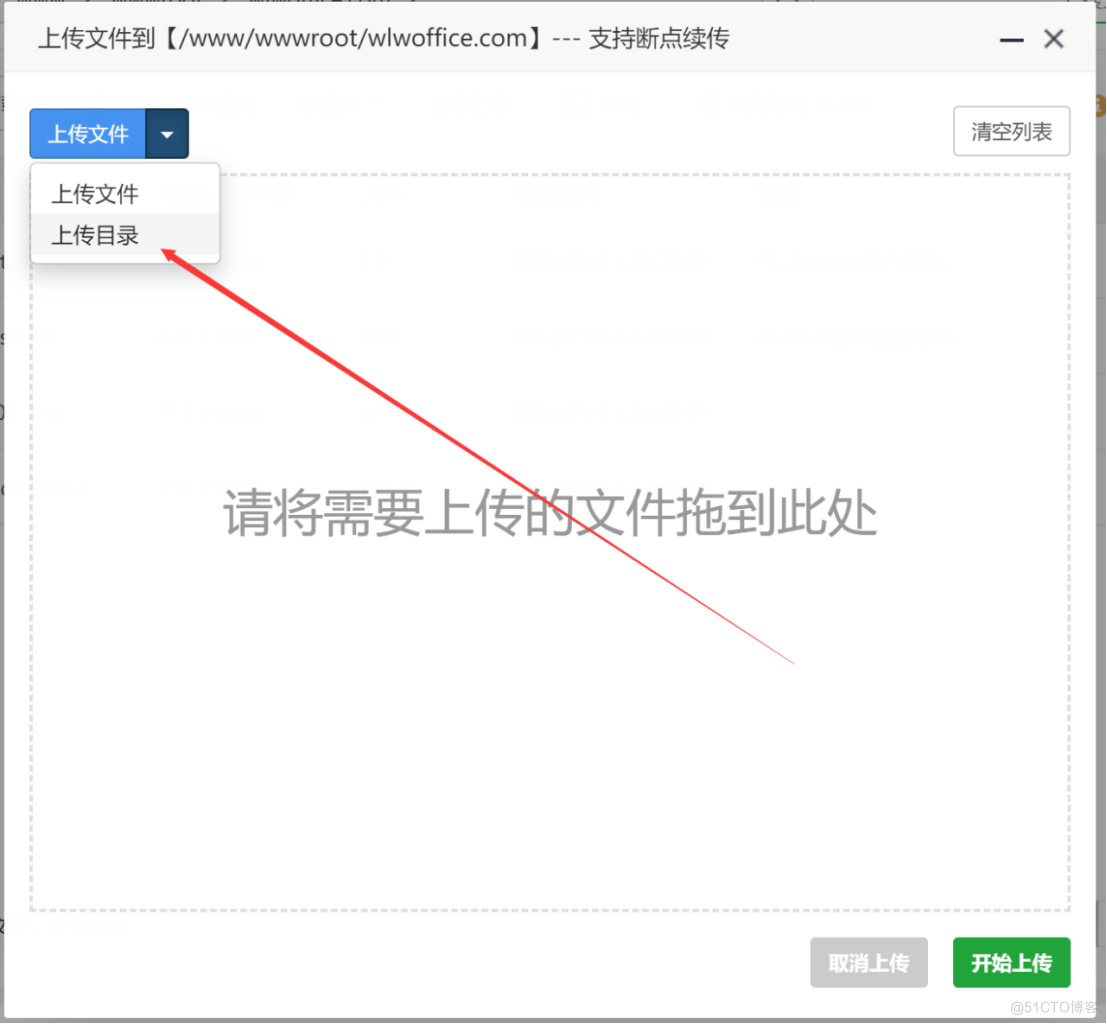 上传文件到【/www/wwwroot/wlwoffice.com】--- 支持断点续传
上传文件
清空列表
上传文件
上传目录
请将需要上传的文件拖到此处
取消上传
开始上传
@51CTO博客